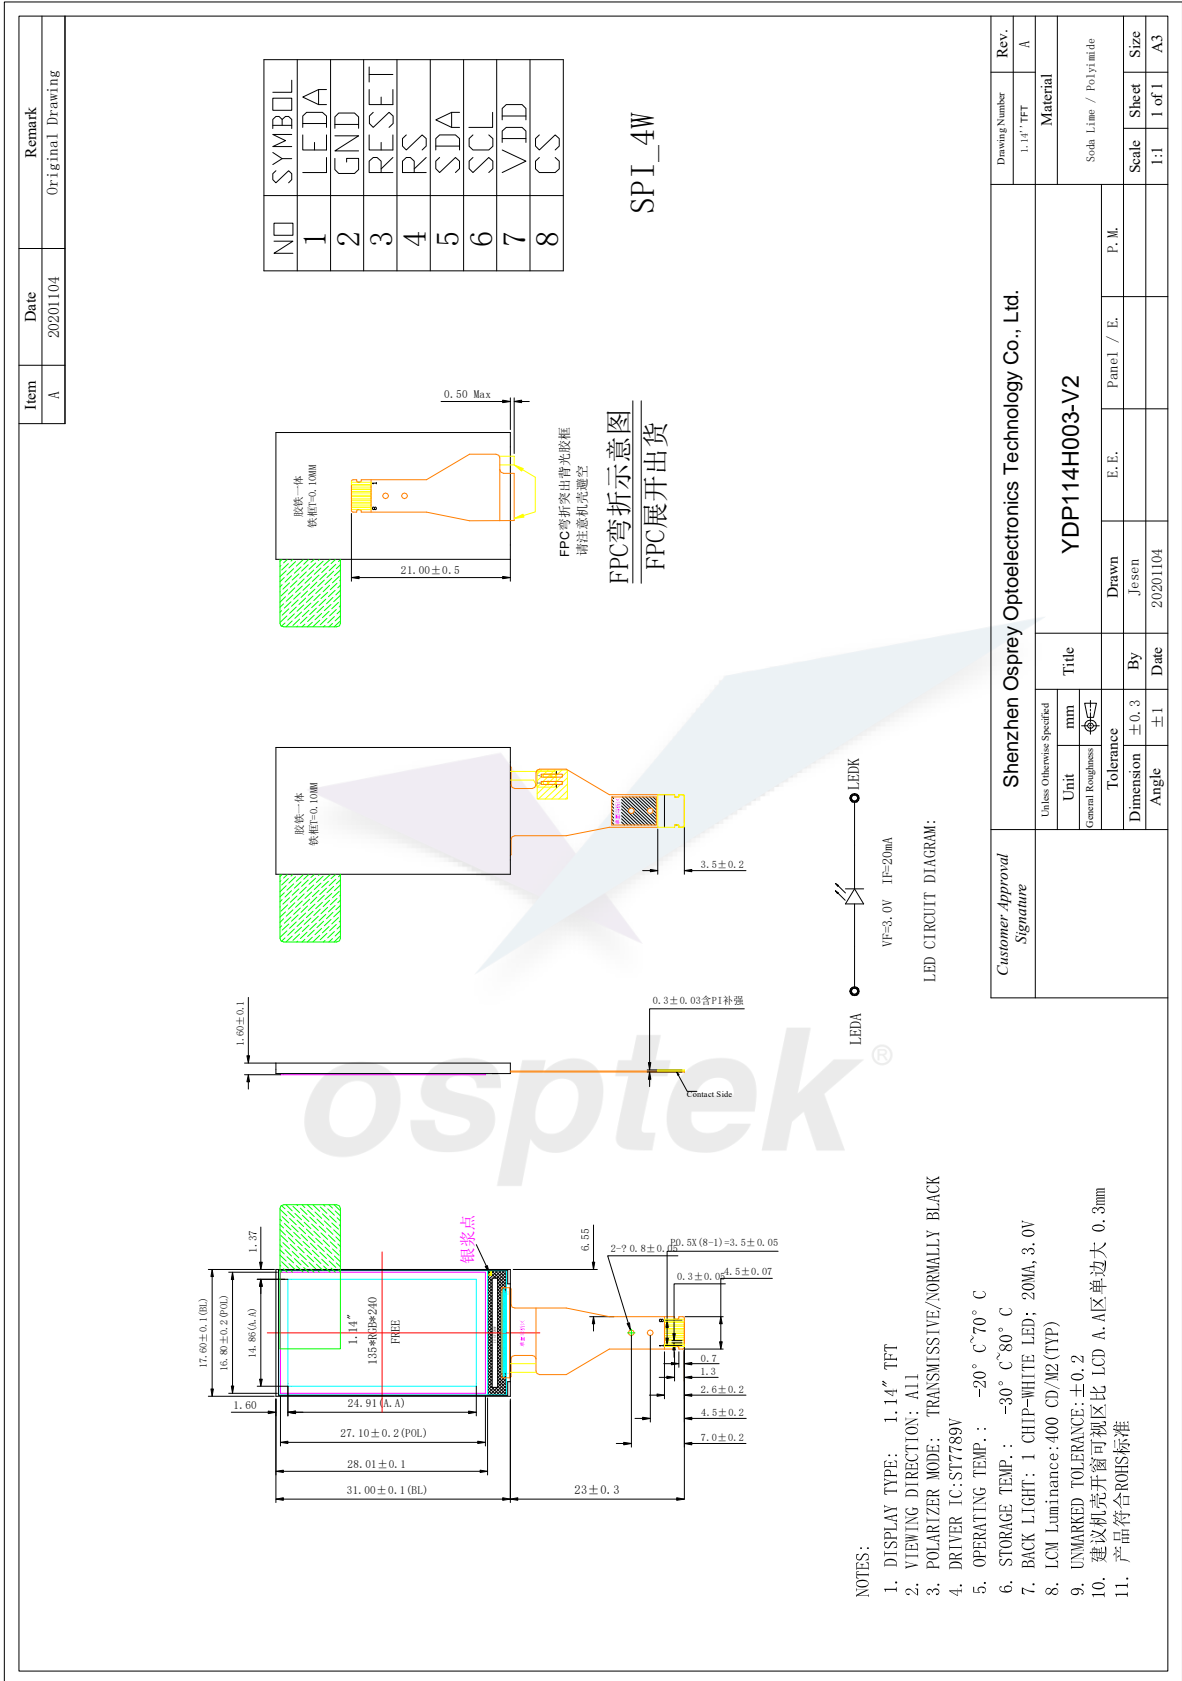 Item Date Remark
A 20201104 Original Drawing
NO SYMBOL
1 LEDA
2 GND
3 RESET
4 RS
5 SDA
6 SCL
7 VDD
8 CS
SPI_4W
17.60±0.1(BL)
16.80±0.2(POL)
14.86(A.A)
1.37
1.60
1.14"
135*RGB*240
FREE
24.91(A.A)
27.10±0.2(POL)
28.01±0.1
31.00±0.1(BL)
23±0.3
银浆点
6.55
2-?0.8±0.05
P0.5X(8-1)=3.5±0.05
0.3±0.05
4.5±0.07
8
1
0.7
1.3
2.6±0.2
4.5±0.2
7.0±0.2
1.60±0.1
0.3±0.03含PI补强
Contact Side
胶铁一体
铁框T=0.10MM
3.5±0.2
胶铁一体
铁框T=0.10MM
8
1
0.50 Max
21.00±0.5
FPC弯折突出背光胶框
请注意机壳避空
FPC弯折示意图
FPC展开出货
LEDA
LEDK
VF=3.0V IF=20mA
LED CIRCUIT DIAGRAM:
osptek®
NOTES:
1. DISPLAY TYPE: 1.14" TFT
2. VIEWING DIRECTION: All
3. POLARIZER MODE: TRANSMISSIVE/NORMALLY BLACK
4. DRIVER IC:ST7789V
5. OPERATING TEMP.: -20° C~70° C
6. STORAGE TEMP.: -30° C~80° C
7. BACK LIGHT: 1 CHIP-WHITE LED; 20MA,3.0V
8. LCM Luminance:400 CD/M2(TYP)
9. UNMARKED TOLERANCE:±0.2
10. 建议机壳开窗可视区比 LCD A.A区单边大 0.3mm
11. 产品符合ROHS标准
Customer Approval
Signature
Shenzhen Osprey Optoelectronics Technology Co., Ltd.
Drawing Number Rev.
1.14''TFT A
Unless Otherwise Specified
Unit mm
General Roughness
Title
YDP114H003-V2
Material
Soda Lime / Polyimide
Tolerance
Dimension ±0.3
Angle ±1
Drawn E.E. Panel / E. P.M.
By Jesen
Date 20201104
Scale Sheet Size
1:1 1 of 1 A3